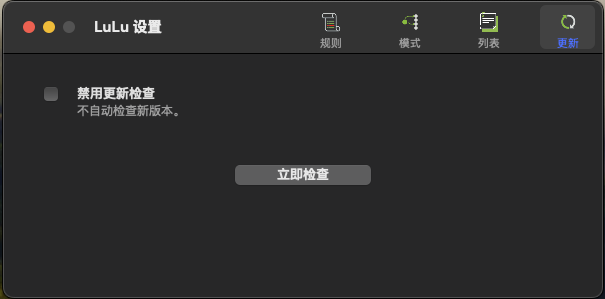 LuLu 设置
规则
模式
列表
更新
禁用更新检查
不自动检查新版本。
立即检查